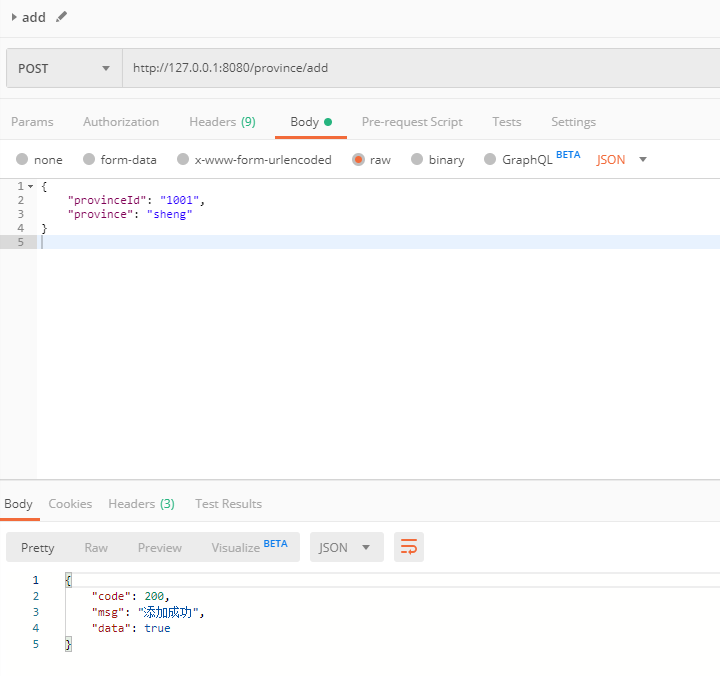 add
POST http://127.0.0.1:8080/province/add
Params Authorization Headers (9) Body Pre-request Script Tests Settings
none form-data x-www-form-urlencoded raw binary GraphQL BETA JSON
1 {
2 "provinceId": "1001",
3 "province": "sheng"
4 }
5
Body Cookies Headers (3) Test Results
Pretty Raw Preview Visualize BETA JSON
1 {
2 "code": 200,
3 "msg": "添加成功",
4 "data": true
5 }